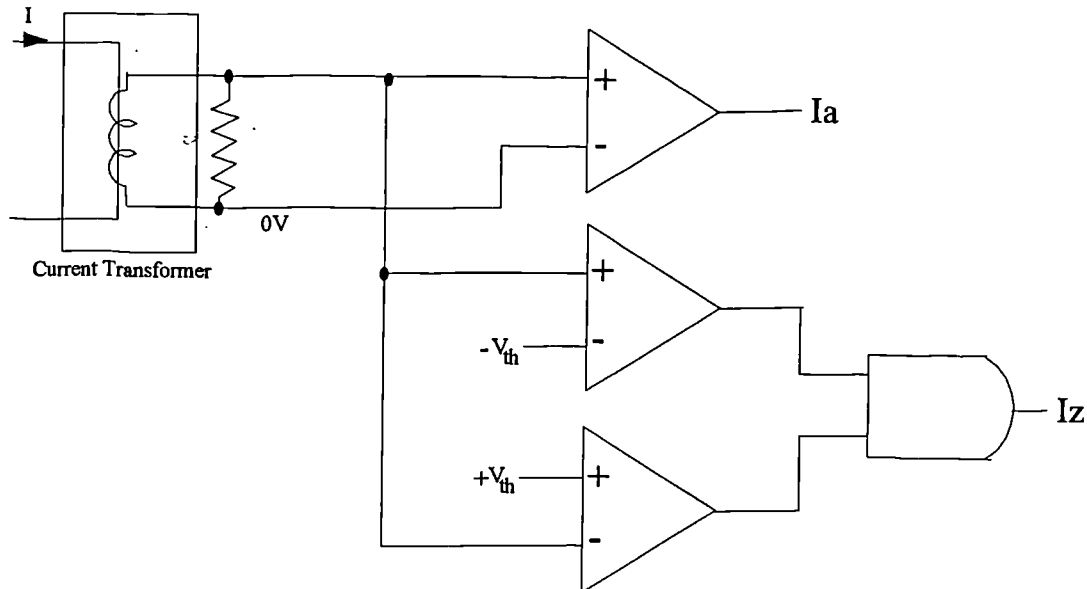 I
+
-
Ia
0V
Current Transformer
+
-Vth
-
Iz
+Vth
+
-